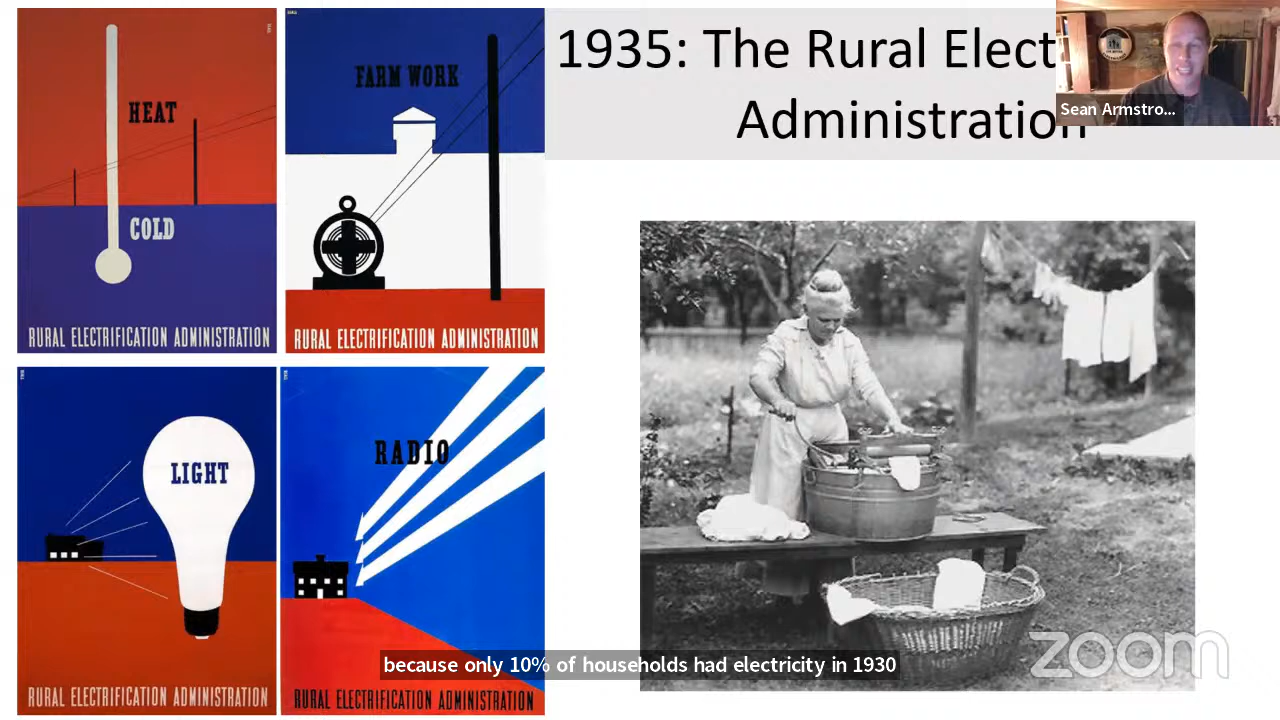 HEAT
COLD
RURAL ELECTRIFICATION ADMINISTRATION
FARM WORK
RURAL ELECTRIFICATION ADMINISTRATION
LIGHT
RURAL ELECTRIFICATION ADMINISTRATION
RADIO
RURAL ELECTRIFICATION ADMINISTRATION
1935: The Rural Elect
Administration
Sean Armstro...
because only 10% of households had electricity in 1930
zoom